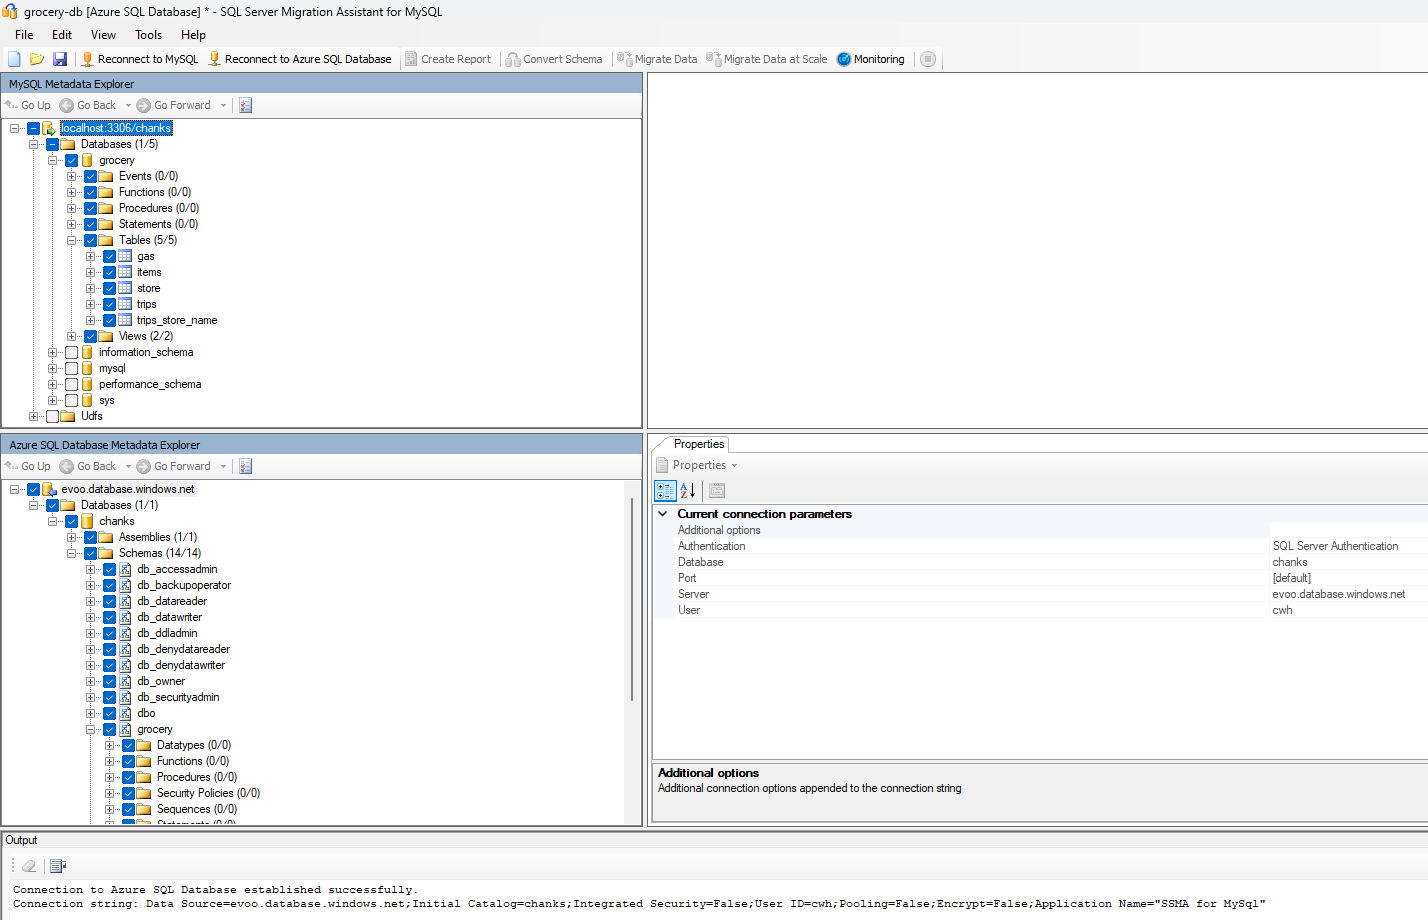 grocery-db [Azure SQL Database] * - SQL Server Migration Assistant for MySQL
File Edit View Tools Help
Reconnect to MySQL Reconnect to Azure SQL Database Create Report Convert Schema Migrate Data Migrate Data at Scale Monitoring
MySQL Metadata Explorer
Go Up Go Back Go Forward
localhost:3306/chanks
Databases (1/5)
grocery
Events (0/0)
Functions (0/0)
Procedures (0/0)
Statements (0/0)
Tables (5/5)
gas
items
store
trips
trips_store_name
Views (2/2)
information_schema
mysql
performance_schema
sys
Udfs
Azure SQL Database Metadata Explorer
Go Up Go Back Go Forward
evoo.database.windows.net
Databases (1/1)
chanks
Assemblies (1/1)
Schemas (14/14)
db_accessadmin
db_backupoperator
db_datareader
db_datawriter
db_ddladmin
db_denydatareader
db_denydatawriter
db_owner
db_securityadmin
dbo
grocery
Datatypes (0/0)
Functions (0/0)
Procedures (0/0)
Security Policies (0/0)
Sequences (0/0)
Statements (0/0)
Properties
Properties
Current connection parameters
Additional options
Authentication SQL Server Authentication
Database chanks
Port [default]
Server evoo.database.windows.net
User cwh
Additional options
Additional connection options appended to the connection string
Output
Connection to Azure SQL Database established successfully.
Connection string: Data Source=evoo.database.windows.net;Initial Catalog=chanks;Integrated Security=False;User ID=cwh;Pooling=False;Encrypt=False;Application Name="SSMA for MySql"